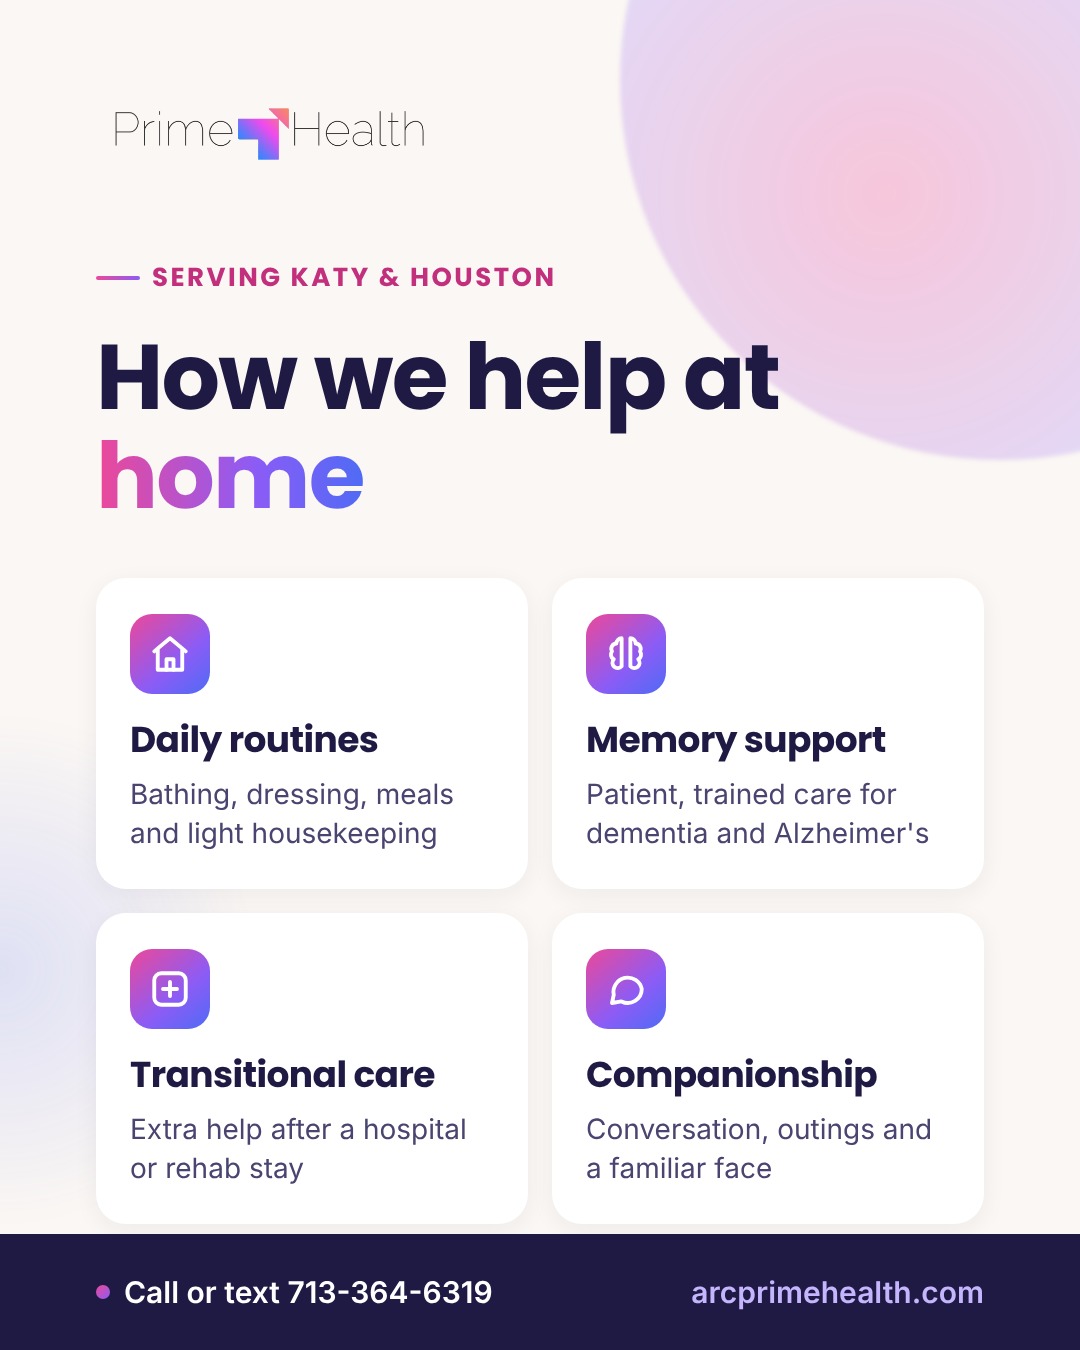 Prime Health
SERVING KATY & HOUSTON
How we help at
home
Daily routines
Bathing, dressing, meals
and light housekeeping
Memory support
Patient, trained care for
dementia and Alzheimer's
Transitional care
Extra help after a hospital
or rehab stay
Companionship
Conversation, outings and
a familiar face
Call or text 713-364-6319
arcprimehealth.com